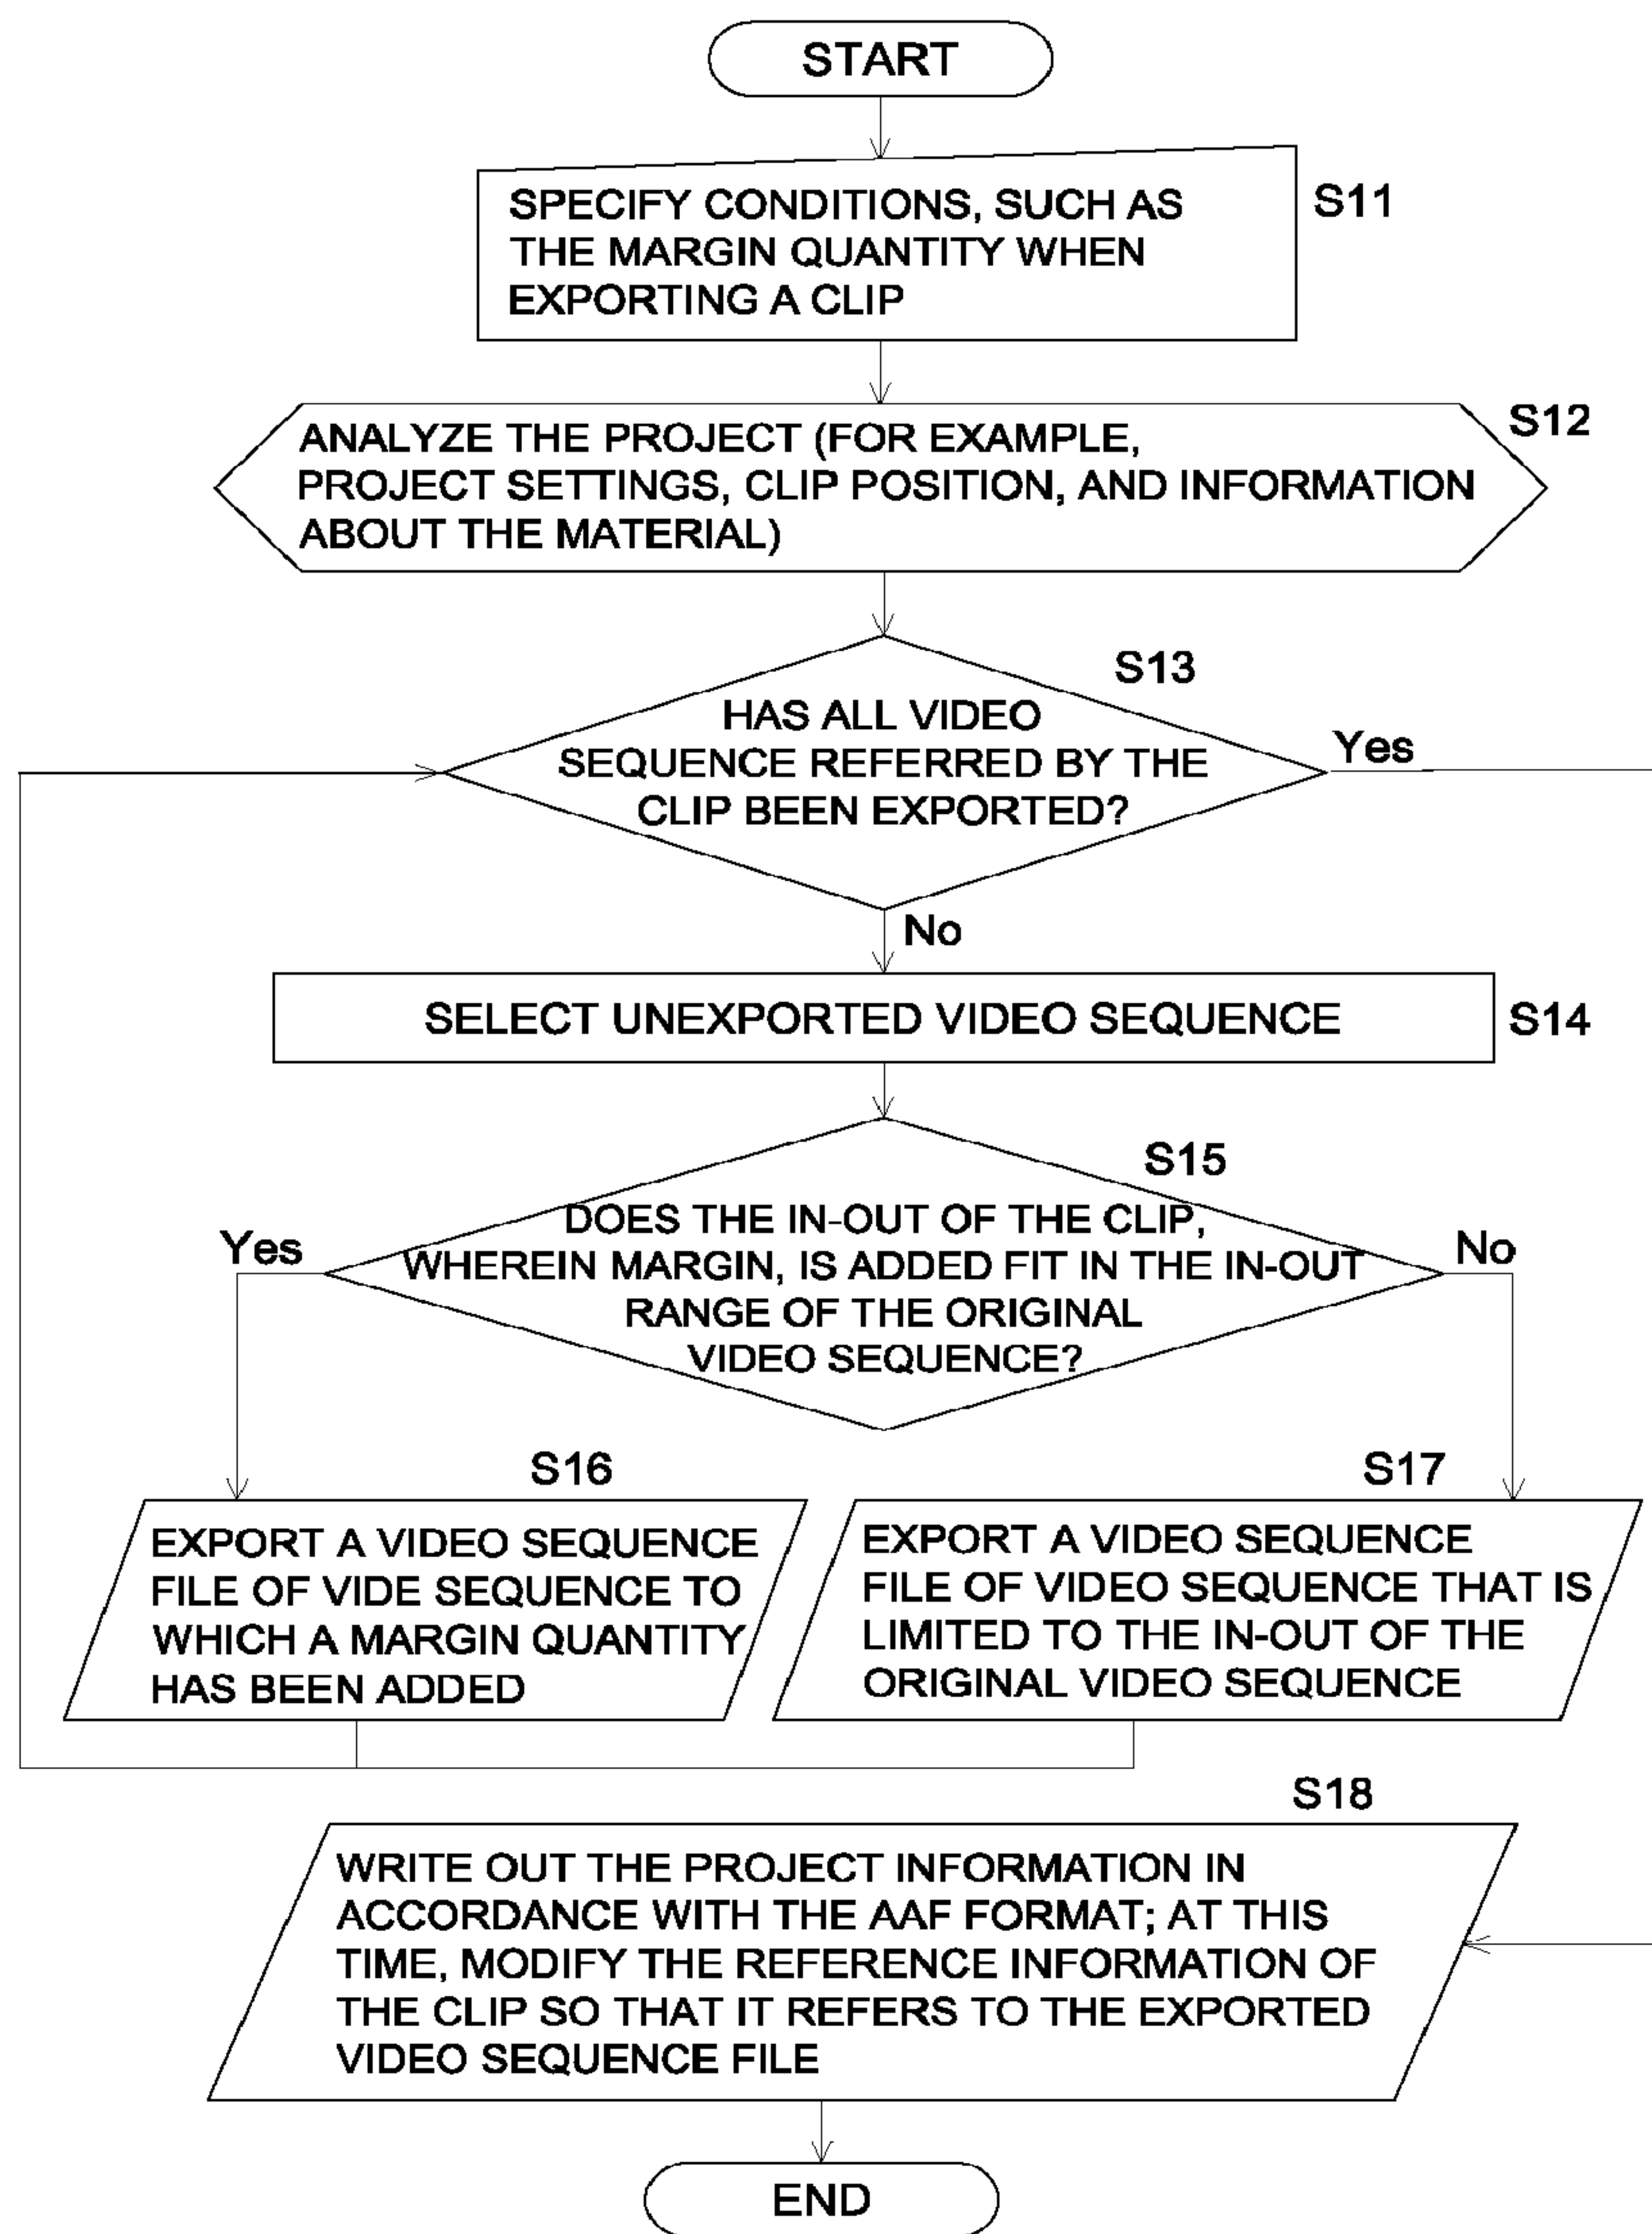 START
SPECIFY CONDITIONS, SUCH AS
THE MARGIN QUANTITY WHEN
EXPORTING A CLIP
S11
ANALYZE THE PROJECT (FOR EXAMPLE,
PROJECT SETTINGS, CLIP POSITION, AND INFORMATION
ABOUT THE MATERIAL)
S12
S13
HAS ALL VIDEO
SEQUENCE REFERRED BY THE
CLIP BEEN EXPORTED?
Yes
No
SELECT UNEXPORTED VIDEO SEQUENCE
S14
S15
DOES THE IN-OUT OF THE CLIP,
WHEREIN MARGIN, IS ADDED FIT IN THE IN-OUT
RANGE OF THE ORIGINAL
VIDEO SEQUENCE?
Yes
No
S16
EXPORT A VIDEO SEQUENCE
FILE OF VIDE SEQUENCE TO
WHICH A MARGIN QUANTITY
HAS BEEN ADDED
S17
EXPORT A VIDEO SEQUENCE
FILE OF VIDEO SEQUENCE THAT IS
LIMITED TO THE IN-OUT OF THE
ORIGINAL VIDEO SEQUENCE
S18
WRITE OUT THE PROJECT INFORMATION IN
ACCORDANCE WITH THE AAF FORMAT; AT THIS
TIME, MODIFY THE REFERENCE INFORMATION OF
THE CLIP SO THAT IT REFERS TO THE EXPORTED
VIDEO SEQUENCE FILE
END